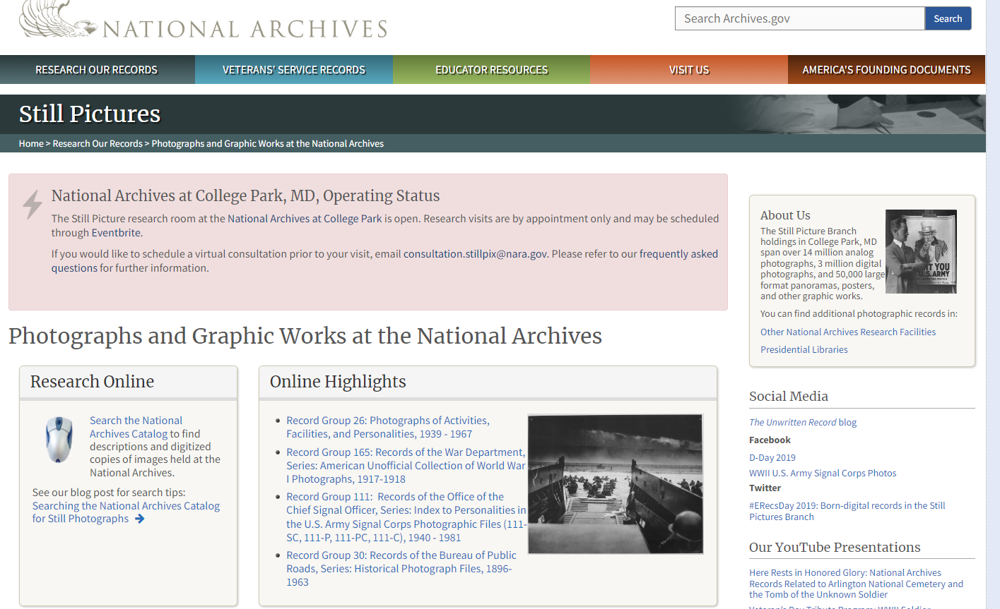 NATIONAL ARCHIVES
Search Archives.gov
Search
RESEARCH OUR RECORDS
VETERANS' SERVICE RECORDS
EDUCATOR RESOURCES
VISIT US
AMERICA'S FOUNDING DOCUMENTS
Still Pictures
Home > Research Our Records > Photographs and Graphic Works at the National Archives
National Archives at College Park, MD, Operating Status
The Still Picture research room at the National Archives at College Park is open. Research visits are by appointment only and may be scheduled
through Eventbrite.
If you would like to schedule a virtual consultation prior to your visit, email consultation.stillpix@nara.gov. Please refer to our frequently asked
questions for further information.
Photographs and Graphic Works at the National Archives
Research Online
Search the National
Archives Catalog to find
descriptions and digitized
copies of images held at the
National Archives.
See our blog post for search tips:
Searching the National Archives Catalog
for Still Photographs
Online Highlights
Record Group 26: Photographs of Activities,
Facilities, and Personalities, 1939 - 1967
Record Group 165: Records of the War Department,
Series: American Unofficial Collection of World War
I Photographs, 1917-1918
Record Group 111: Records of the Office of the
Chief Signal Officer, Series: Index to Personalities in
the U.S. Army Signal Corps Photographic Files (111-
SC, 111-P, 111-PC, 111-C), 1940 - 1981
Record Group 30: Records of the Bureau of Public
Roads, Series: Historical Photograph Files, 1896-
1963
About Us
The Still Picture Branch
holdings in College Park, MD
span over 14 million analog
photographs, 3 million digital
photographs, and 50,000 large
format panoramas, posters,
and other graphic works.
NT YOU
U.S. ARMY
You can find additional photographic records in:
Other National Archives Research Facilities
Presidential Libraries
Social Media
The Unwritten Record blog
Facebook
D-Day 2019
WWII U.S. Army Signal Corps Photos
Twitter
#ERecsDay 2019: Born-digital records in the Still
Pictures Branch
Our YouTube Presentations
Here Rests in Honored Glory: National Archives
Records Related to Arlington National Cemetery and
the Tomb of the Unknown Soldier